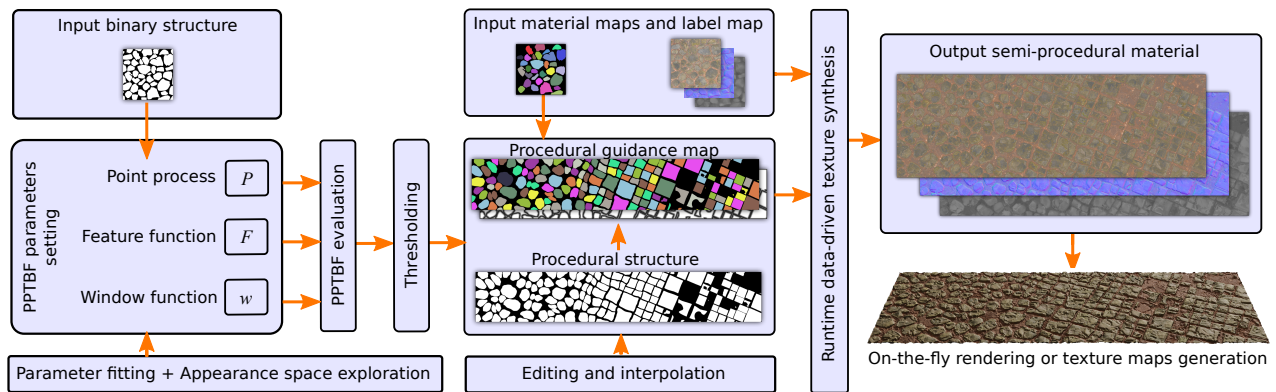 Input binary structure
PPTBF parameters
setting
Point process
P
Feature function
F
Window function
w
Parameter fitting + Appearance space exploration
PPTBF evaluation
Thresholding
Input material maps and label map
Procedural guidance map
Procedural structure
Editing and interpolation
Runtime data-driven texture synthesis
Output semi-procedural material
On-the-fly rendering or texture maps generation